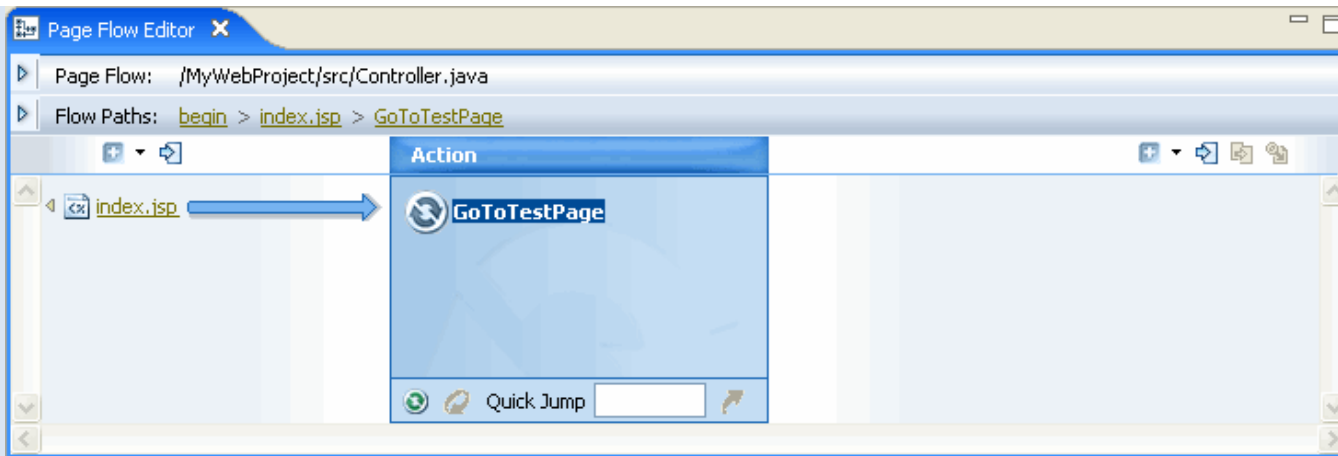 Page Flow Editor
Page Flow: /MyWebProject/src/Controller.java
Flow Paths: begin > index.jsp > GoToTestPage
Action
index.jsp
GoToTestPage
Quick Jump